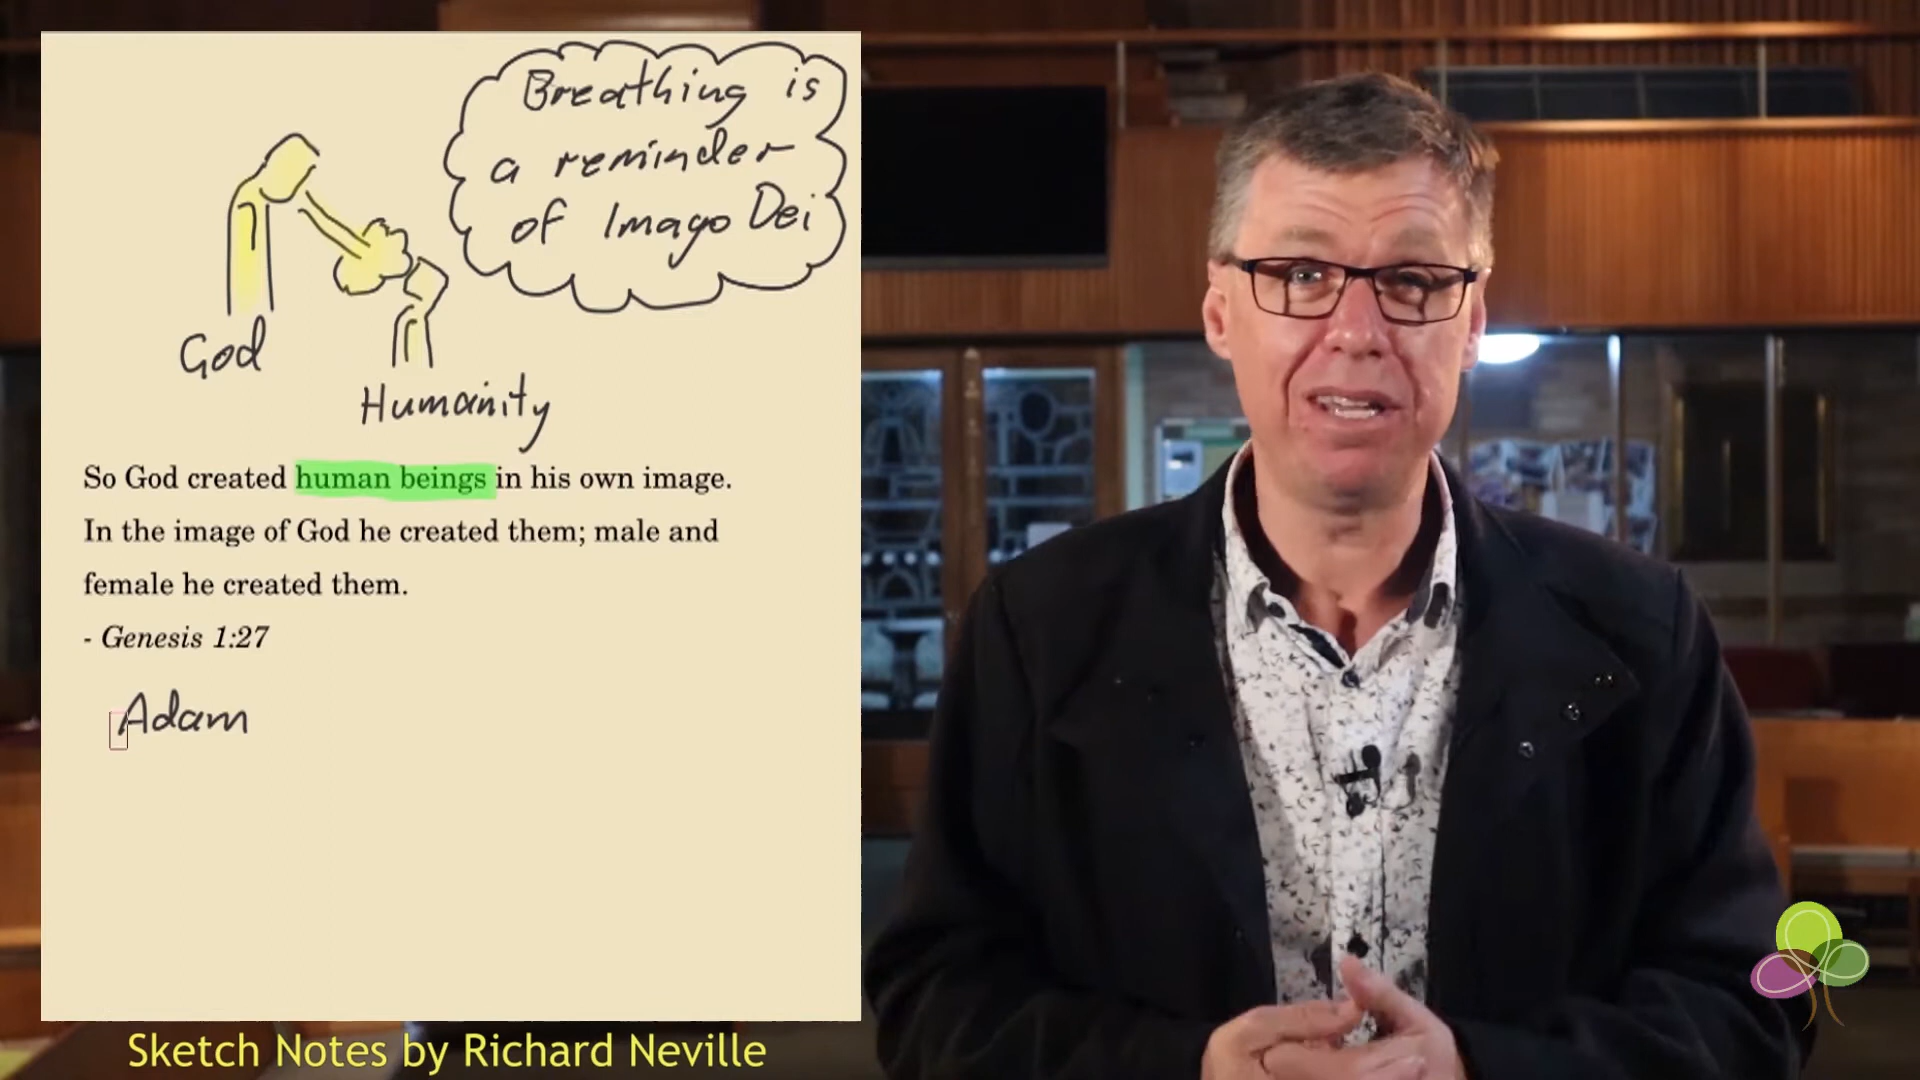 Breathing is
a reminder
of Imago Dei
God
Humanity
So God created human beings in his own image.
In the image of God he created them; male and
female he created them.
- Genesis 1:27
Adam
Sketch Notes by Richard Neville